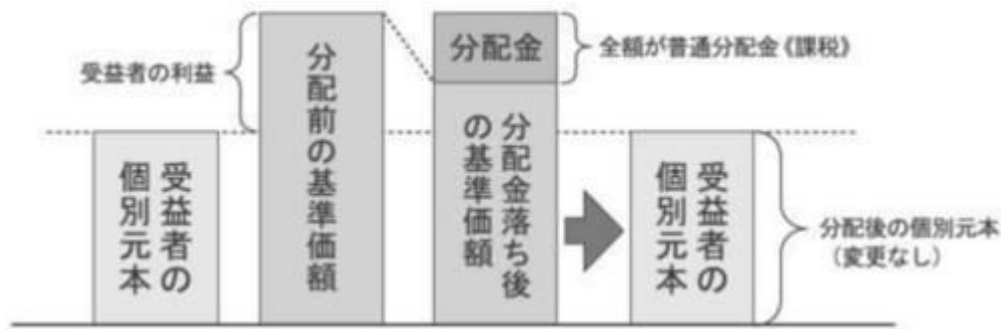 受益者の利益
受益者の
個別元本
分配前の基準価額
分配金
全額が普通分配金《課税》
分配金落ち後
の基準価額
受益者の
個別元本
分配後の個別元本
(変更なし)